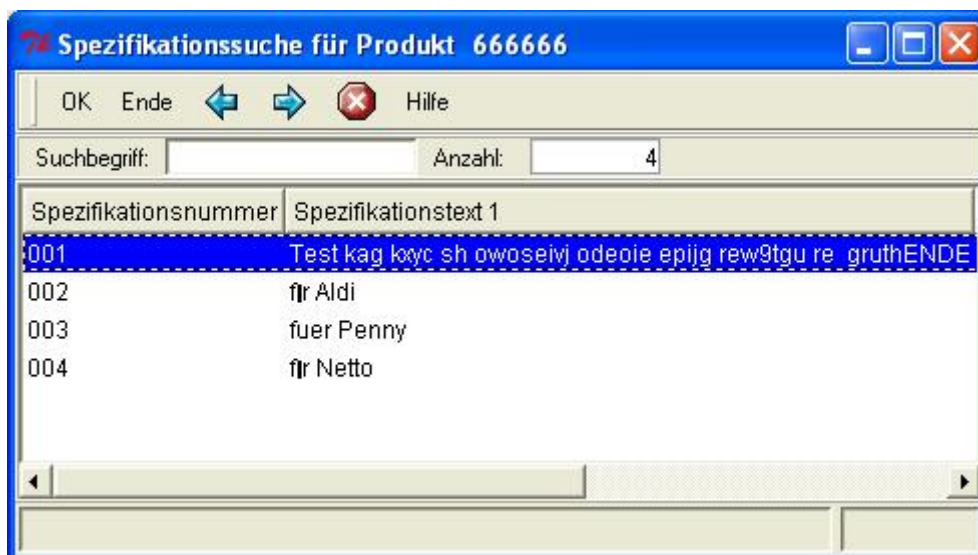 Spezifikationssuche für Produkt 666666
OK Ende Hilfe
Suchbegriff: Anzahl: 4
Spezifikationsnummer Spezifikationstext 1
001 Test kag kxyc sh owoseivj odeoie epijg rew9tgu re gruthENDE
002 Aldi
003 fuer Penny
004 Netto